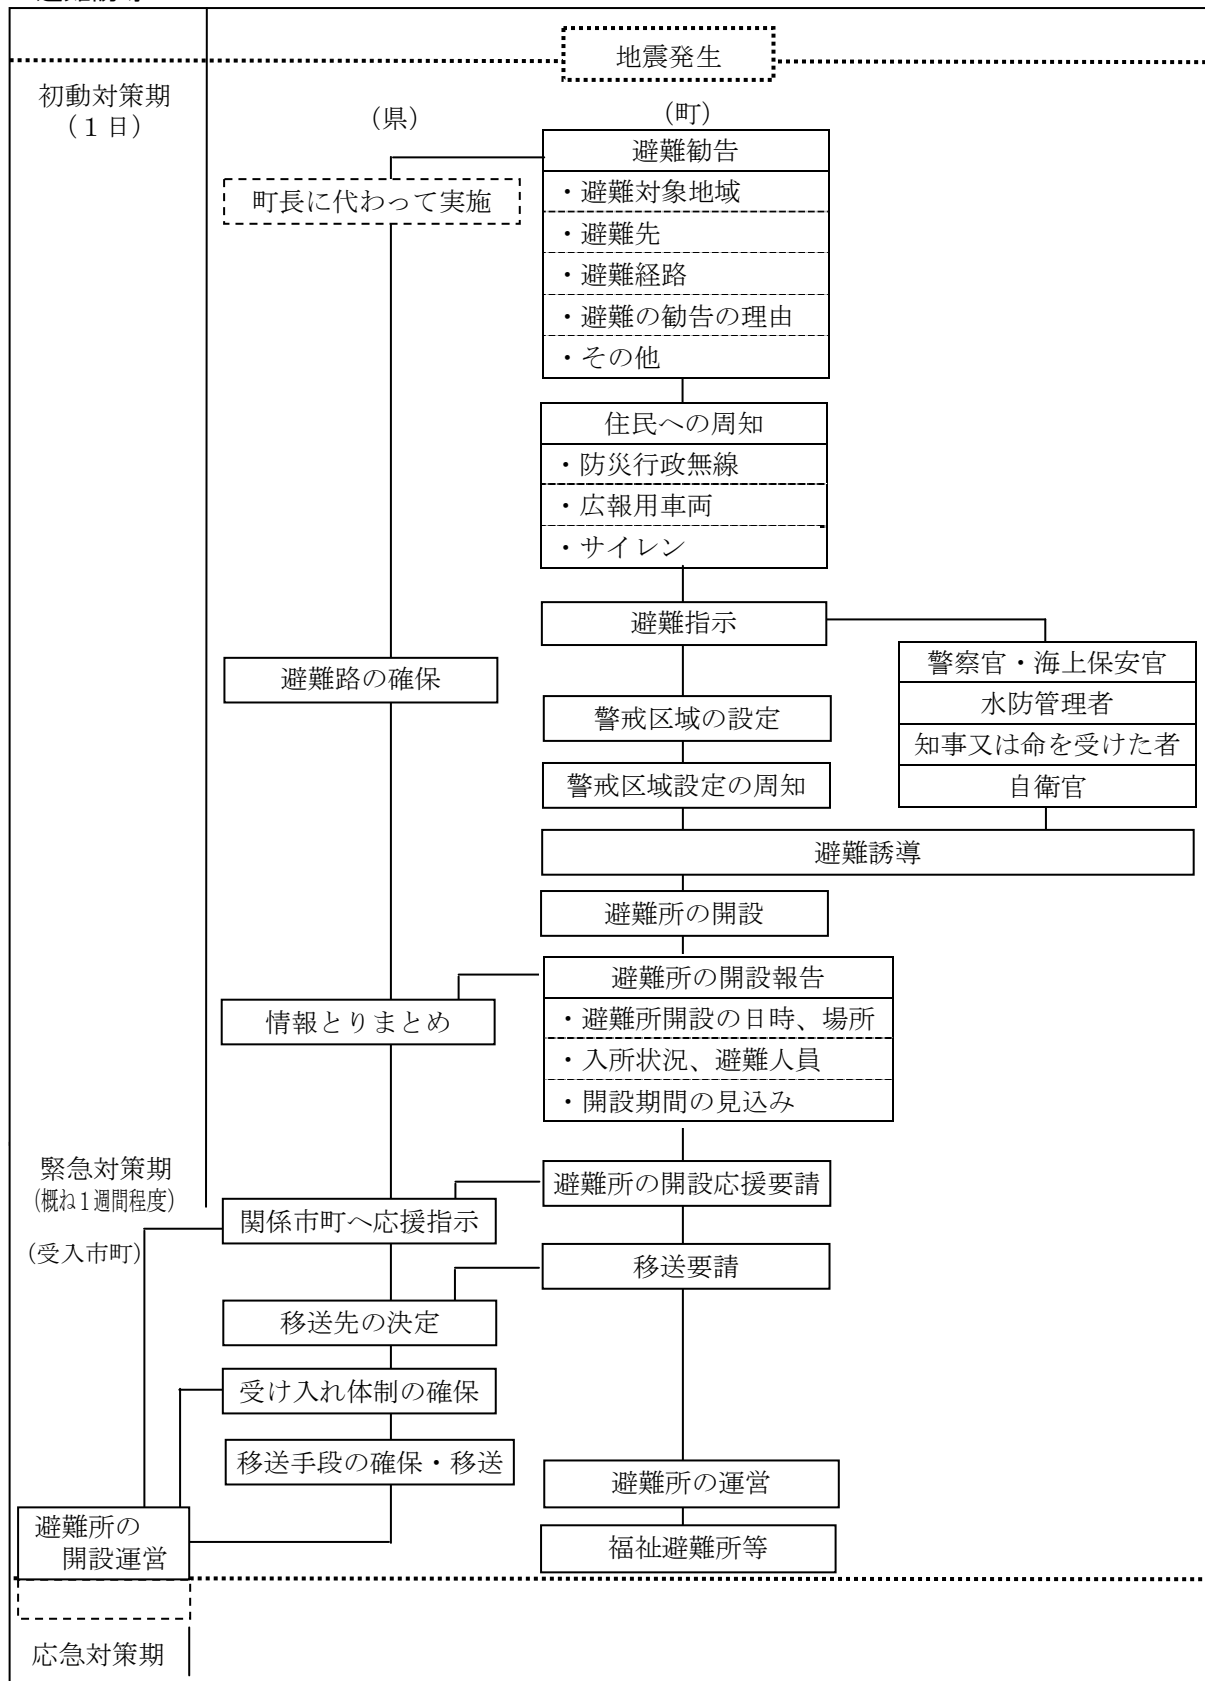 地震発生
初動対策期
(１日)
(県)
(町)
避難勧告
町長に代わって実施
・避難対象地域
・避難先
・避難経路
・避難の勧告の理由
・その他
住民への周知
・防災行政無線
・広報用車両
・サイレン
避難指示
警察官・海上保安官
水防管理者
知事又は命を受けた者
自衛官
避難路の確保
警戒区域の設定
警戒区域設定の周知
避難誘導
避難所の開設
避難所の開設報告
・避難所開設の日時、場所
・入所状況、避難人員
・開設期間の見込み
情報とりまとめ
緊急対策期
(概ね１週間程度)
避難所の開設応援要請
関係市町へ応援指示
(受入市町)
移送要請
移送先の決定
受け入れ体制の確保
移送手段の確保・移送
避難所の運営
避難所の
開設運営
福祉避難所等
応急対策期